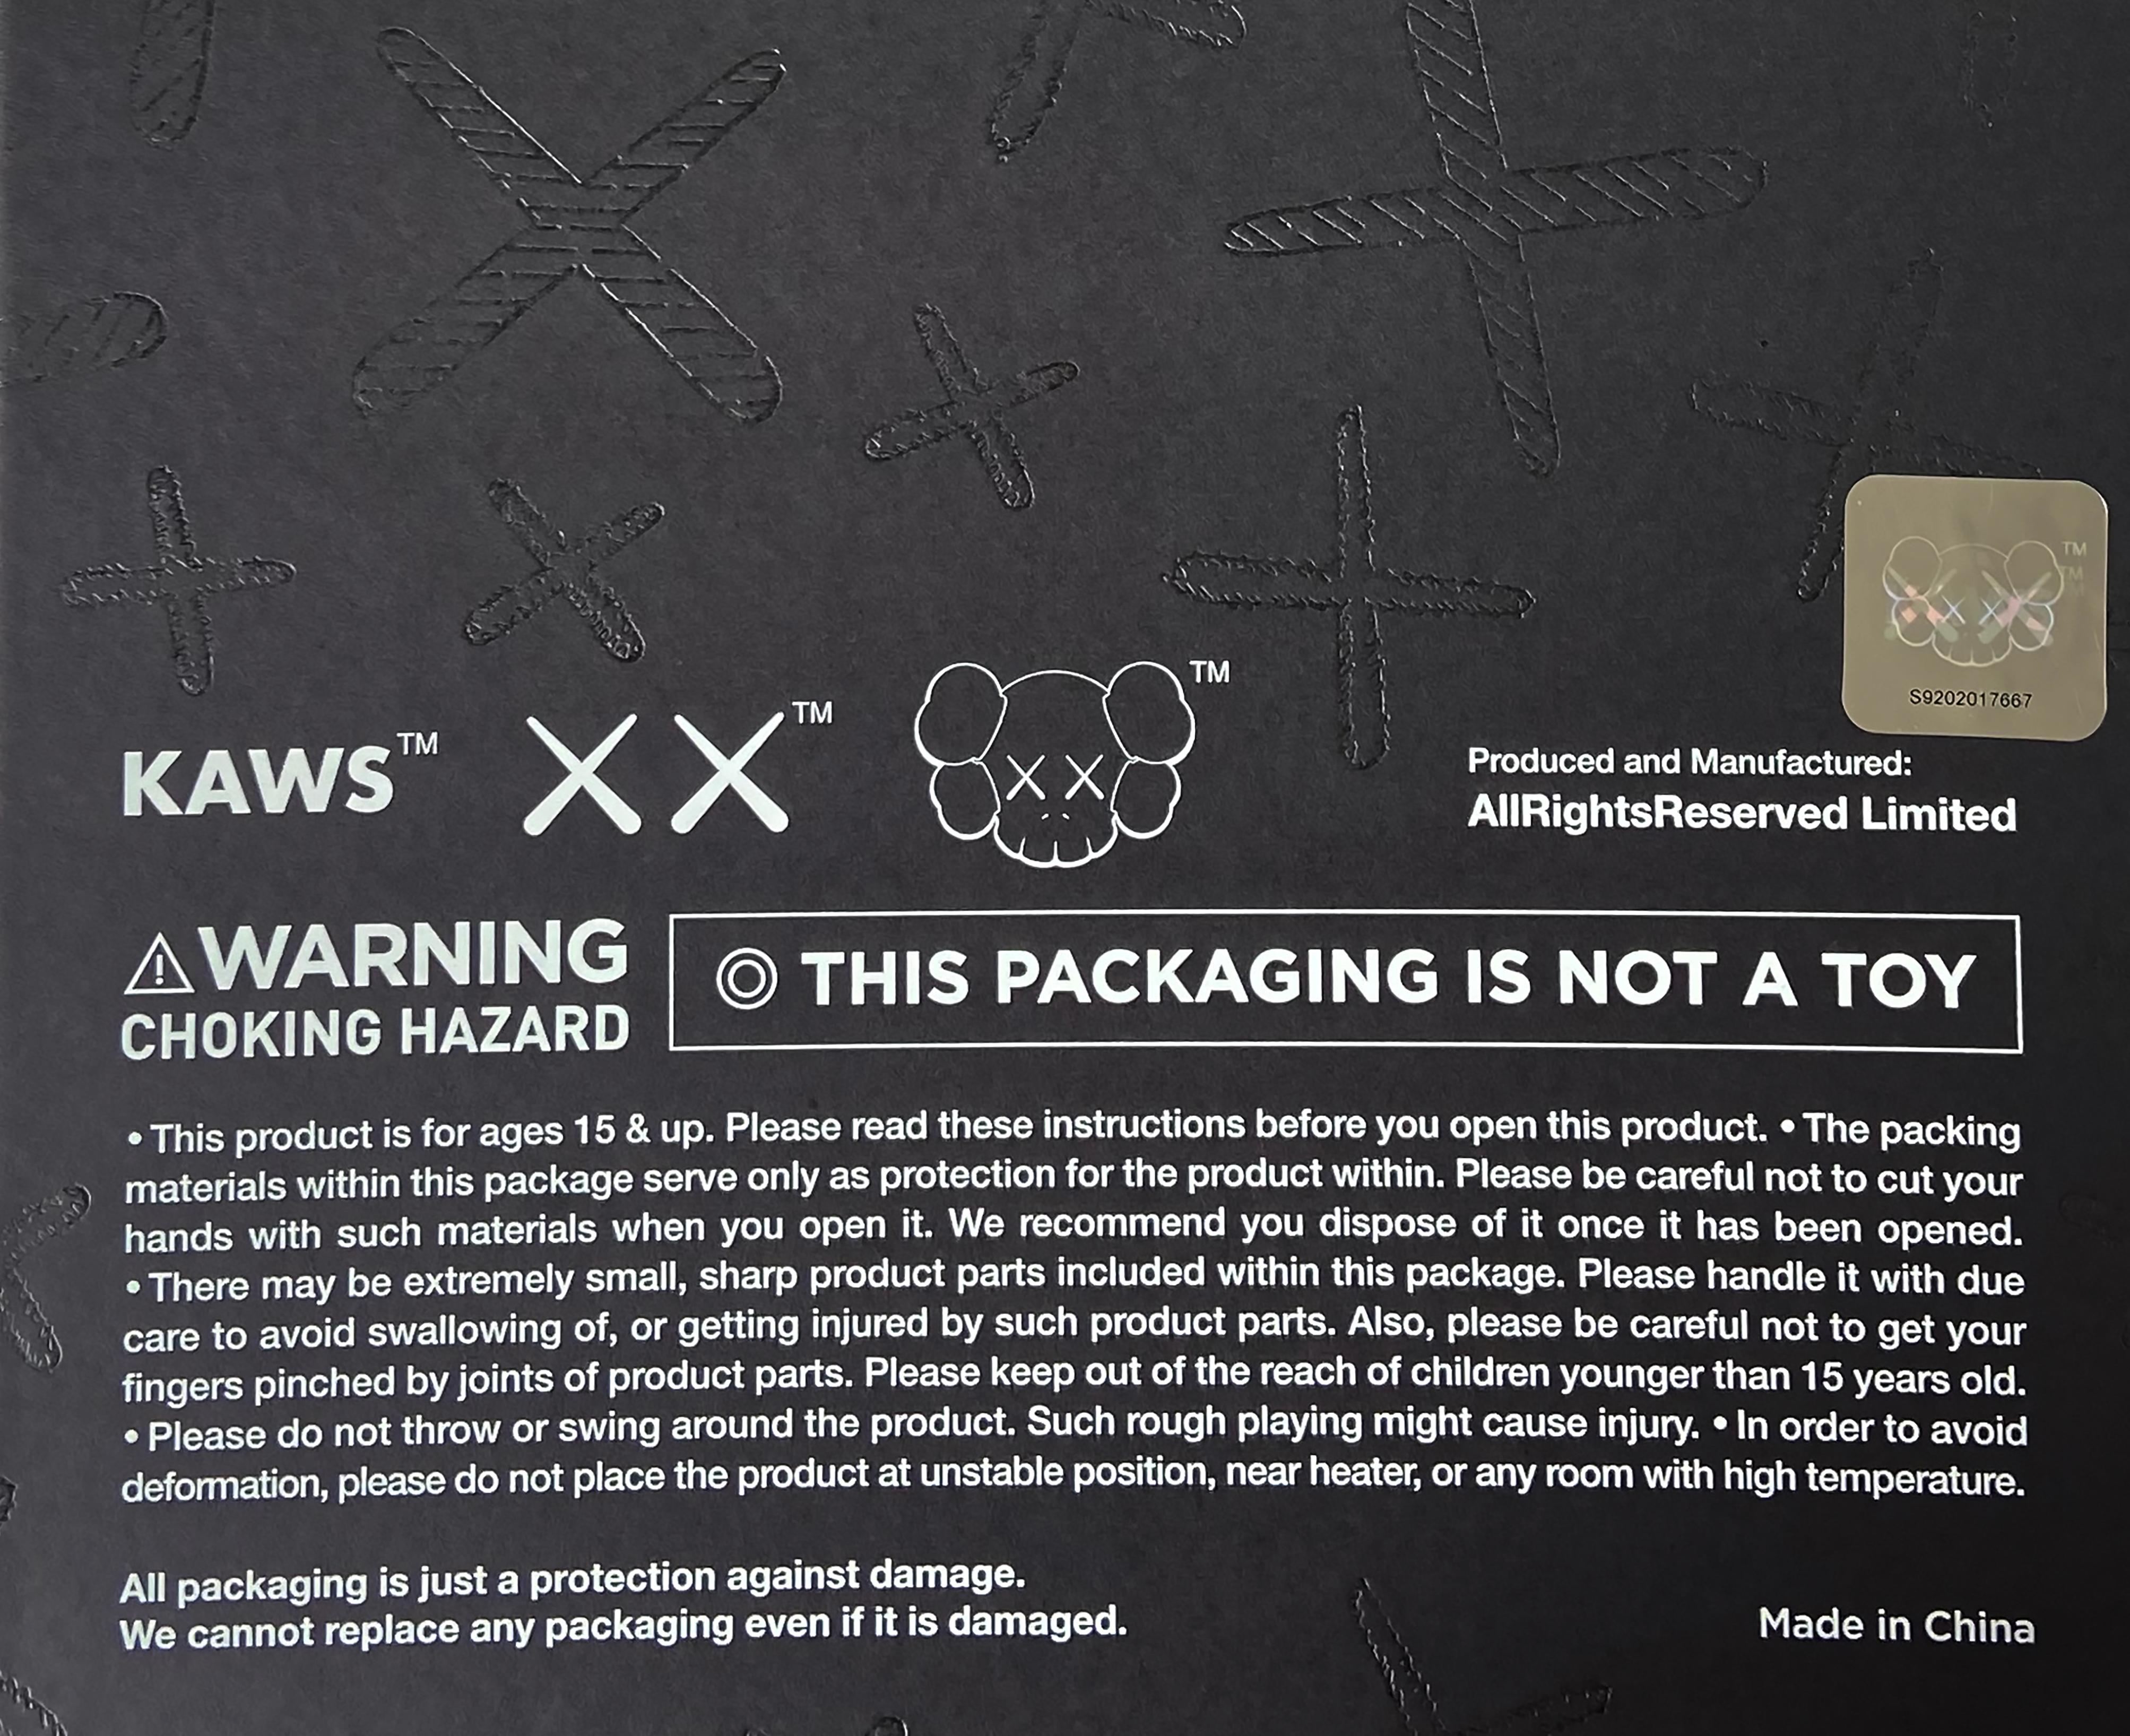 TM
TM
S9202017667
KAWS™
XX™
TM
Produced and Manufactured:
AllRightsReserved Limited
WARNING
CHOKING HAZARD
THIS PACKAGING IS NOT A TOY
• This product is for ages 15 & up. Please read these instructions before you open this product. • The packing
materials within this package serve only as protection for the product within. Please be careful not to cut your
hands with such materials when you open it. We recommend you dispose of it once it has been opened.
• There may be extremely small, sharp product parts included within this package. Please handle it with due
care to avoid swallowing of, or getting injured by such product parts. Also, please be careful not to get your
fingers pinched by joints of product parts. Please keep out of the reach of children younger than 15 years old.
• Please do not throw or swing around the product. Such rough playing might cause injury. • In order to avoid
deformation, please do not place the product at unstable position, near heater, or any room with high temperature.
All packaging is just a protection against damage.
We cannot replace any packaging even if it is damaged.
Made in China